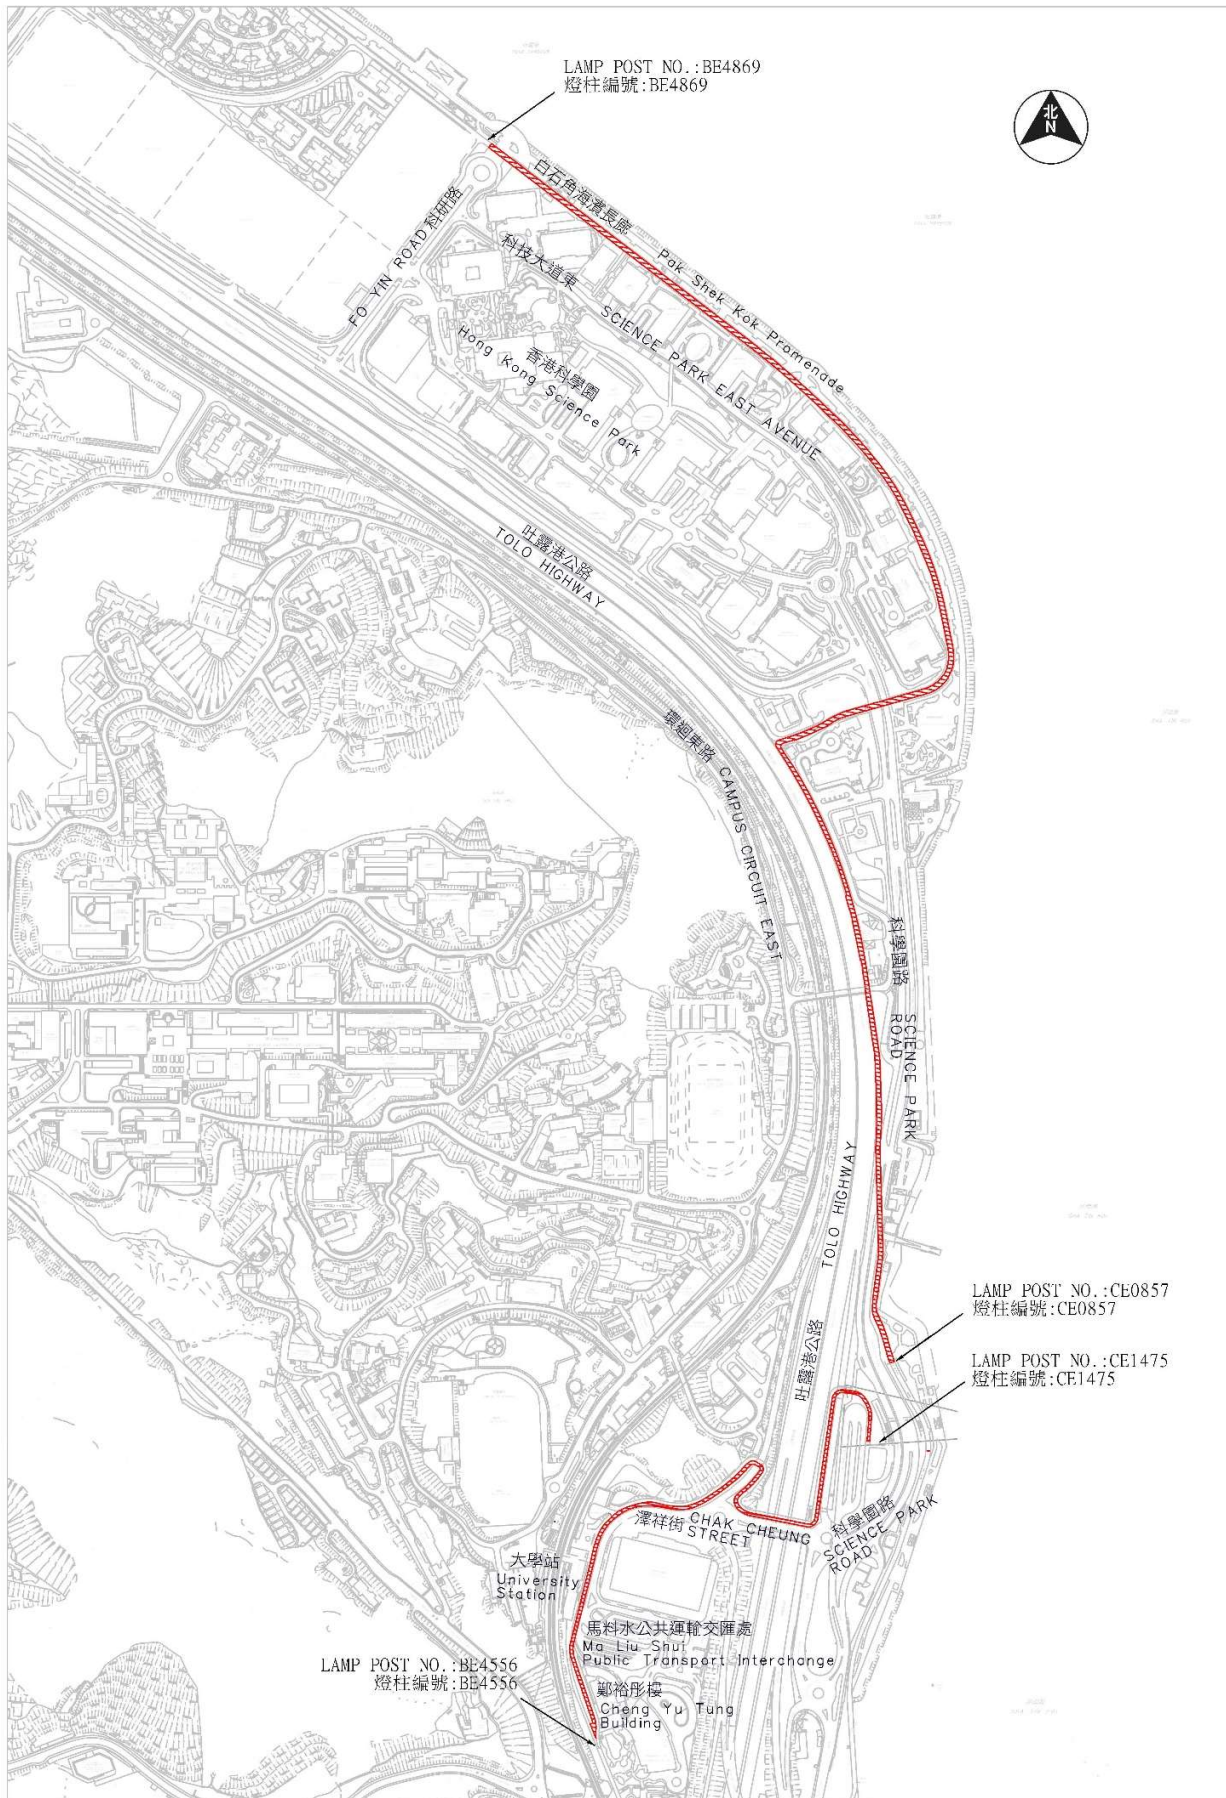 LAMP POST NO.:BE4869
燈柱編號:BE4869
北
N
白石角海濱長廊
Pak Shek Kok Promenade
FO YIN ROAD 科研路
科技大道東
SCIENCE PARK EAST AVENUE
香港科學園
Hong Kong Science Park
吐露港公路
TOLO HIGHWAY
環迴東路 CAMPUS CIRCUIT EAST
科學園路
SCIENCE PARK
ROAD
TOLO HIGHWAY
吐露港公路
LAMP POST NO.:CE0857
燈柱編號:CE0857
LAMP POST NO.:CE1475
燈柱編號:CE1475
澤祥街 CHAK CHEUNG
STREET
科學園路
SCIENCE PARK
ROAD
大學站
University
Station
馬料水公共運輸交匯處
Ma Liu Shui
Public Transport Interchange
LAMP POST NO.:BE4556
燈柱編號:BE4556
鄭裕彤樓
Cheng Yu Tung
Building